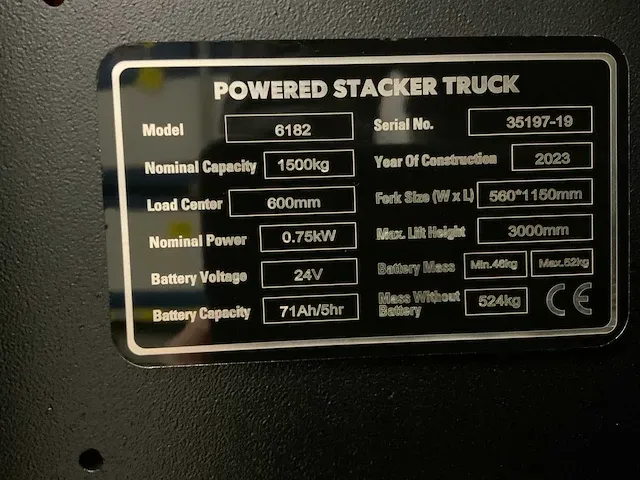 POWERED STACKER TRUCK
Model 6182
Serial No. 35197-19
Nominal Capacity 1500kg
Year Of Construction 2023
Load Center 600mm
Fork Size (W x L) 560*1150mm
Nominal Power 0.75kW
Max. Lift Height 3000mm
Battery Voltage 24V
Battery Mass Min.46kg Max.52kg
Battery Capacity 71Ah/5hr
Mass Without
Battery 524kg CE